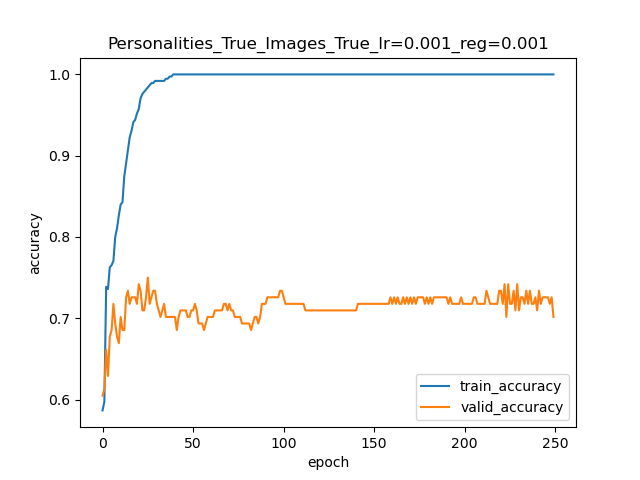 Personalities_True_Images_True_lr=0.001_reg=0.001
1.0
0.9
0.8
0.7
0.6
accuracy
train_accuracy
valid_accuracy
0 50 100 150 200 250
epoch